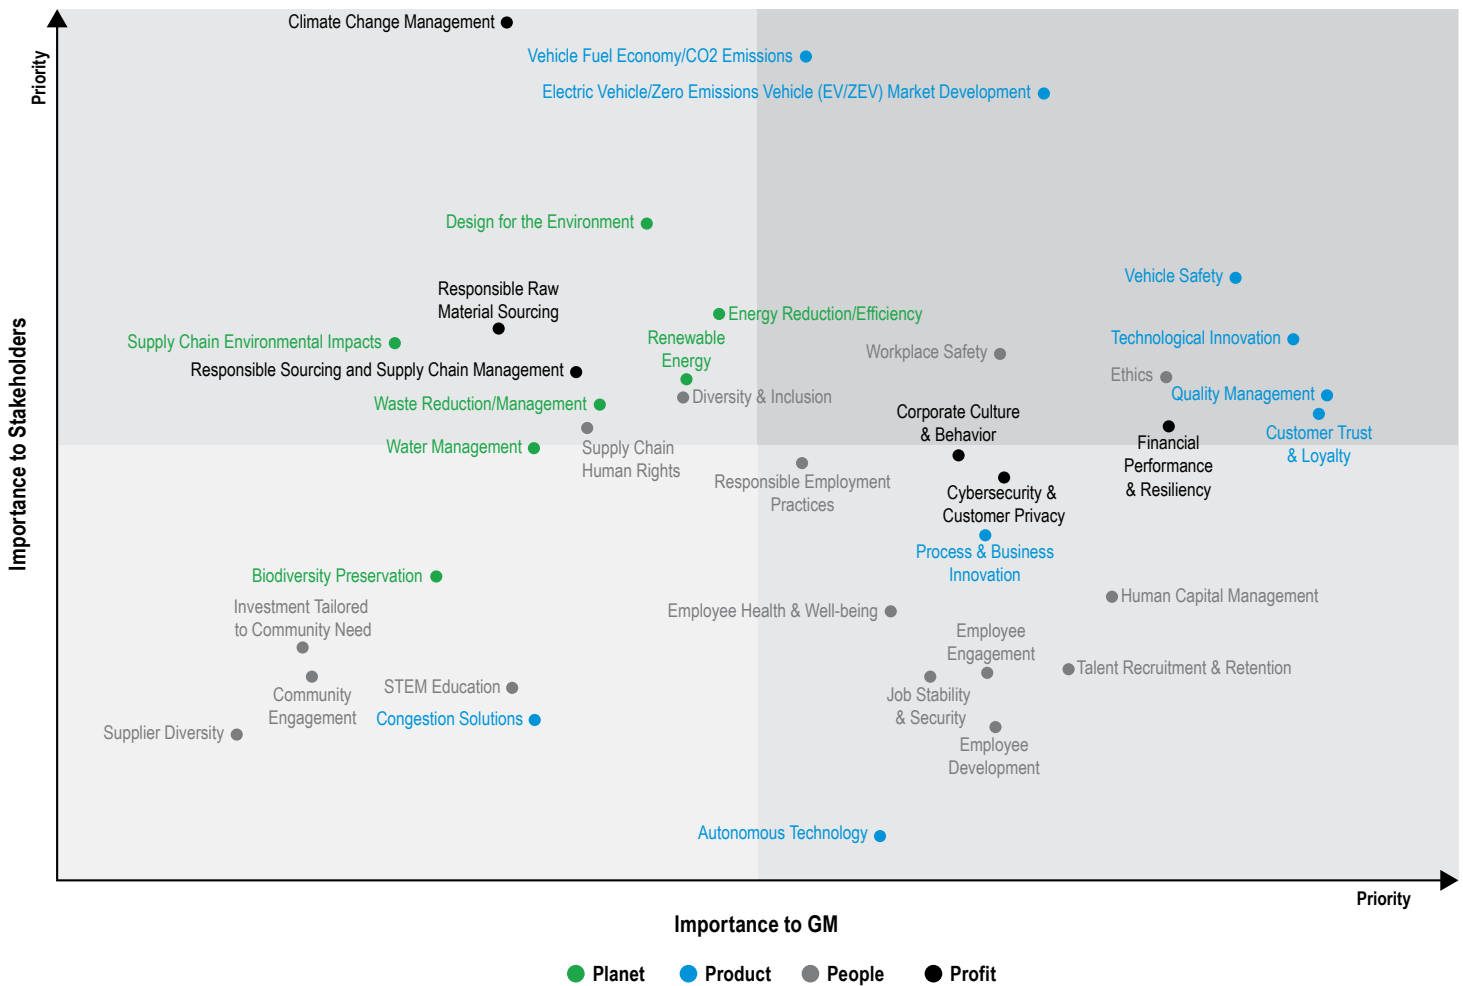 Climate Change Management
Vehicle Fuel Economy/CO2 Emissions
Priority
Electric Vehicle/Zero Emissions Vehicle (EV/ZEV) Market Development
Design for the Environment
Vehicle Safety
Responsible Raw
Material Sourcing
Energy Reduction/Efficiency
Supply Chain Environmental Impacts
Renewable
Energy
Technological Innovation
Workplace Safety
Responsible Sourcing and Supply Chain Management
Ethics
Quality Management
Diversity & Inclusion
Waste Reduction/Management
Corporate Culture
& Behavior
Customer Trust
& Loyalty
Water Management
Supply Chain
Human Rights
Financial
Performance
& Resiliency
Responsible Employment
Practices
Cybersecurity &
Customer Privacy
Importance to Stakeholders
Process & Business
Innovation
Biodiversity Preservation
Human Capital Management
Investment Tailored
to Community Need
Employee Health & Well-being
Employee
Engagement
Talent Recruitment & Retention
STEM Education
Community
Engagement
Job Stability
& Security
Congestion Solutions
Supplier Diversity
Employee
Development
Autonomous Technology
Priority
Importance to GM
Planet
Product
People
Profit